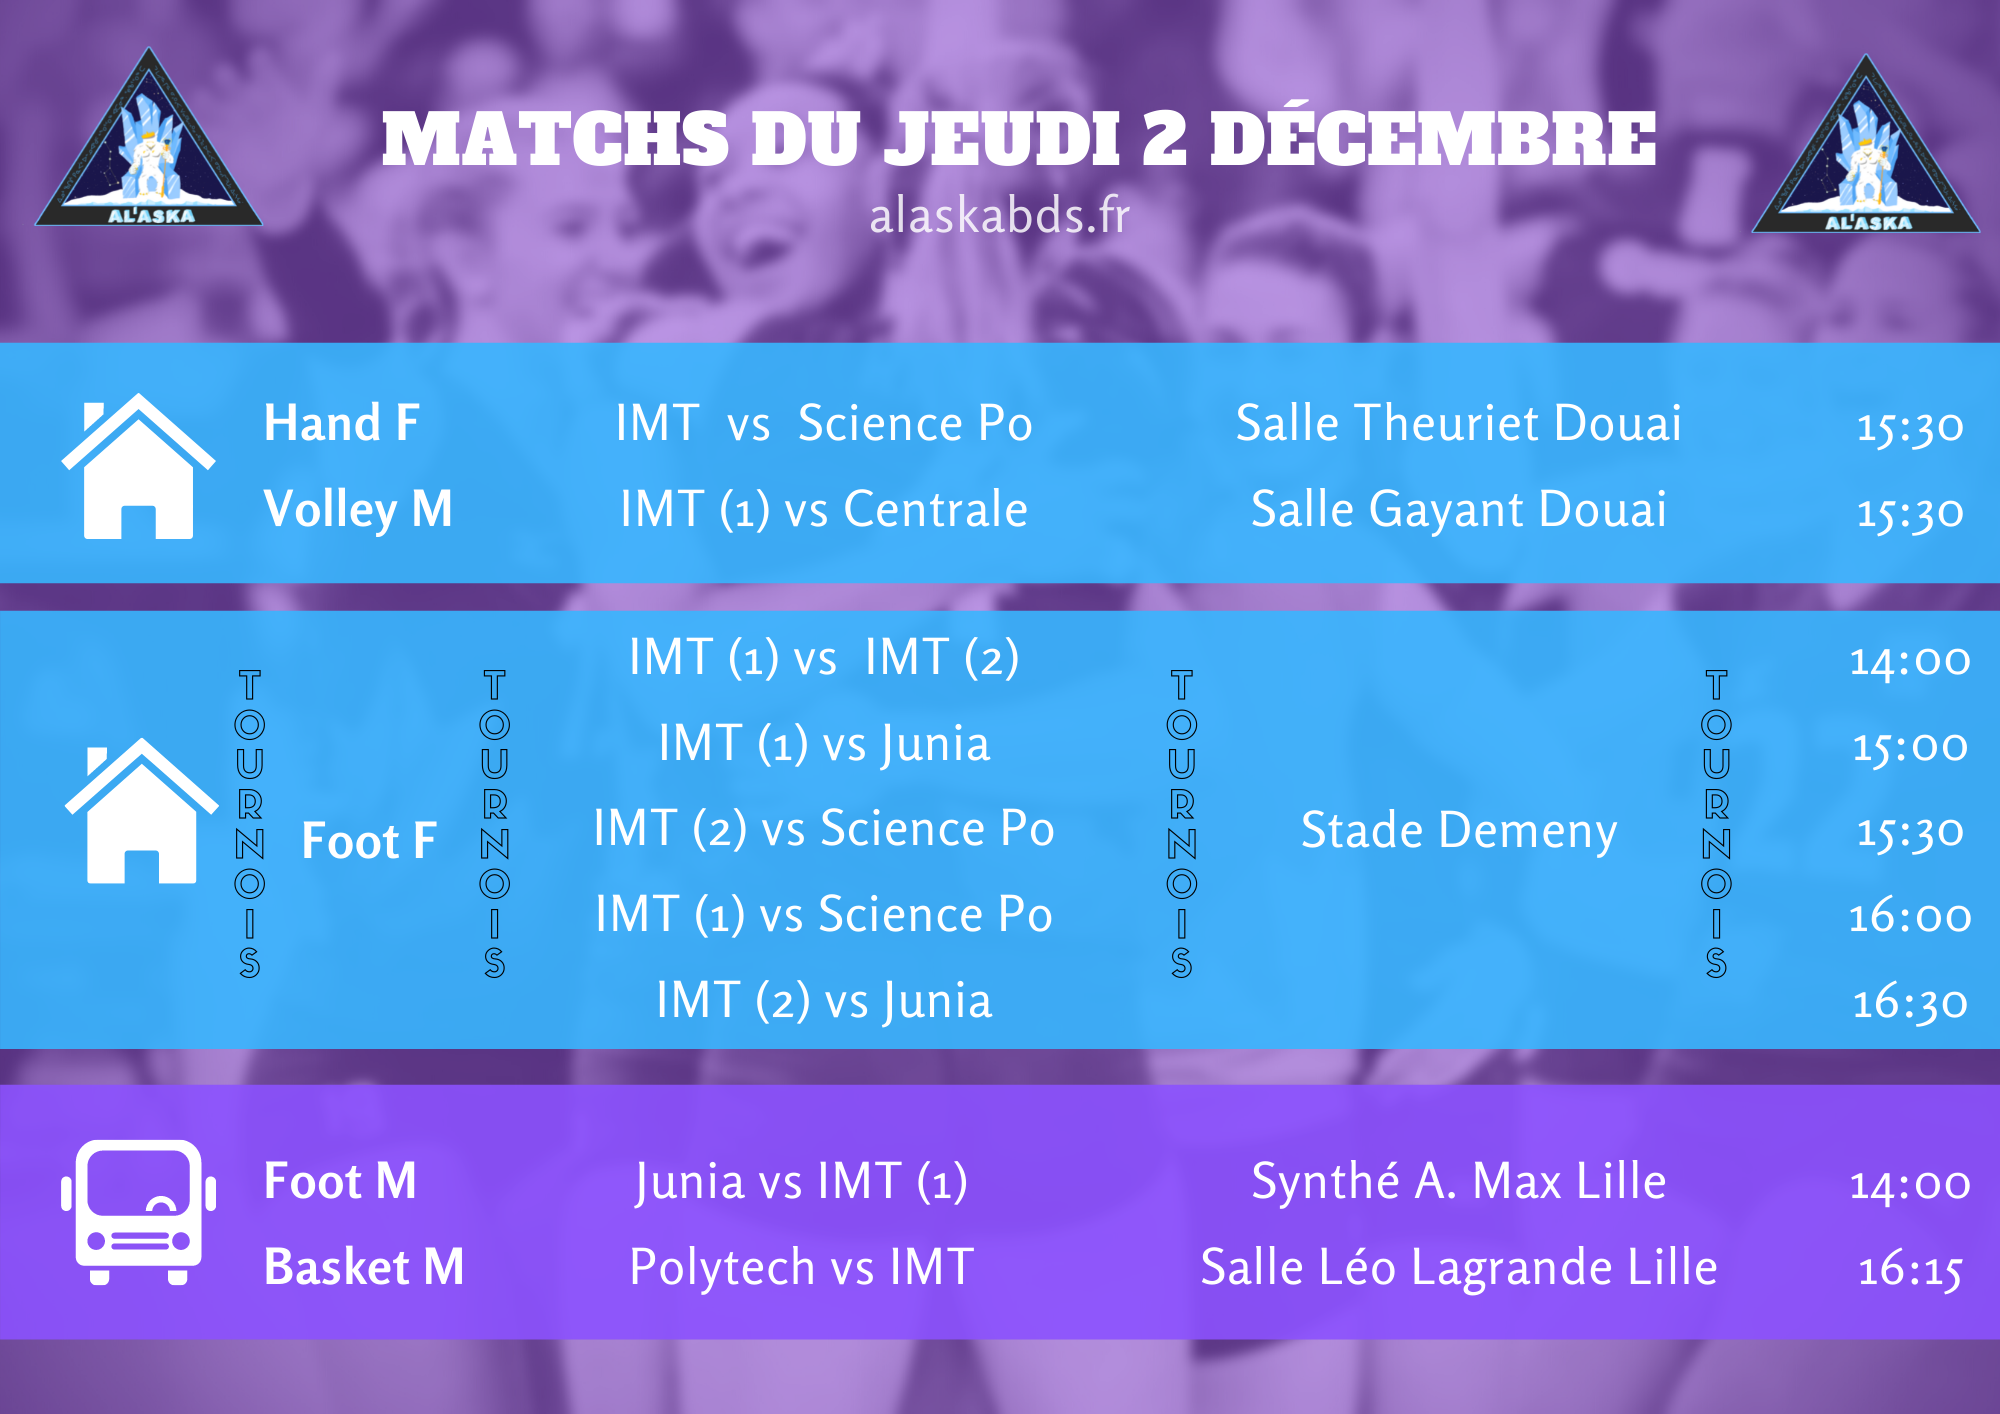 MATCHS DU JEUDI 2 DÉCEMBRE
alaskabds.fr
AL'ASKA
AL'ASKA
Hand F IMT vs Science Po Salle Theuriet Douai 15:30
Volley M IMT (1) vs Centrale Salle Gayant Douai 15:30
TOURNOIS
Foot F
TOURNOIS
IMT (1) vs IMT (2) 14:00
IMT (1) vs Junia 15:00
IMT (2) vs Science Po 15:30
IMT (1) vs Science Po 16:00
IMT (2) vs Junia 16:30
TOURNOIS
Stade Demeny
TOURNOIS
Foot M Junia vs IMT (1) Synthé A. Max Lille 14:00
Basket M Polytech vs IMT Salle Léo Lagrande Lille 16:15